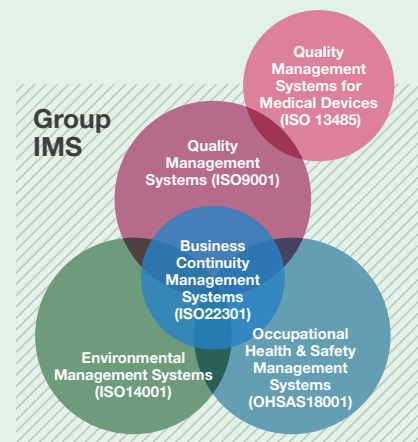 Quality
Management
Systems for
Medical Devices
(ISO 13485)
Group
IMS
Quality
Management
Systems (ISO9001)
Business
Continuity
Management
Systems
(ISO22301)
Environmental
Management Systems
(ISO14001)
Occupational
Health & Safety
Management
Systems
(OHSAS18001)